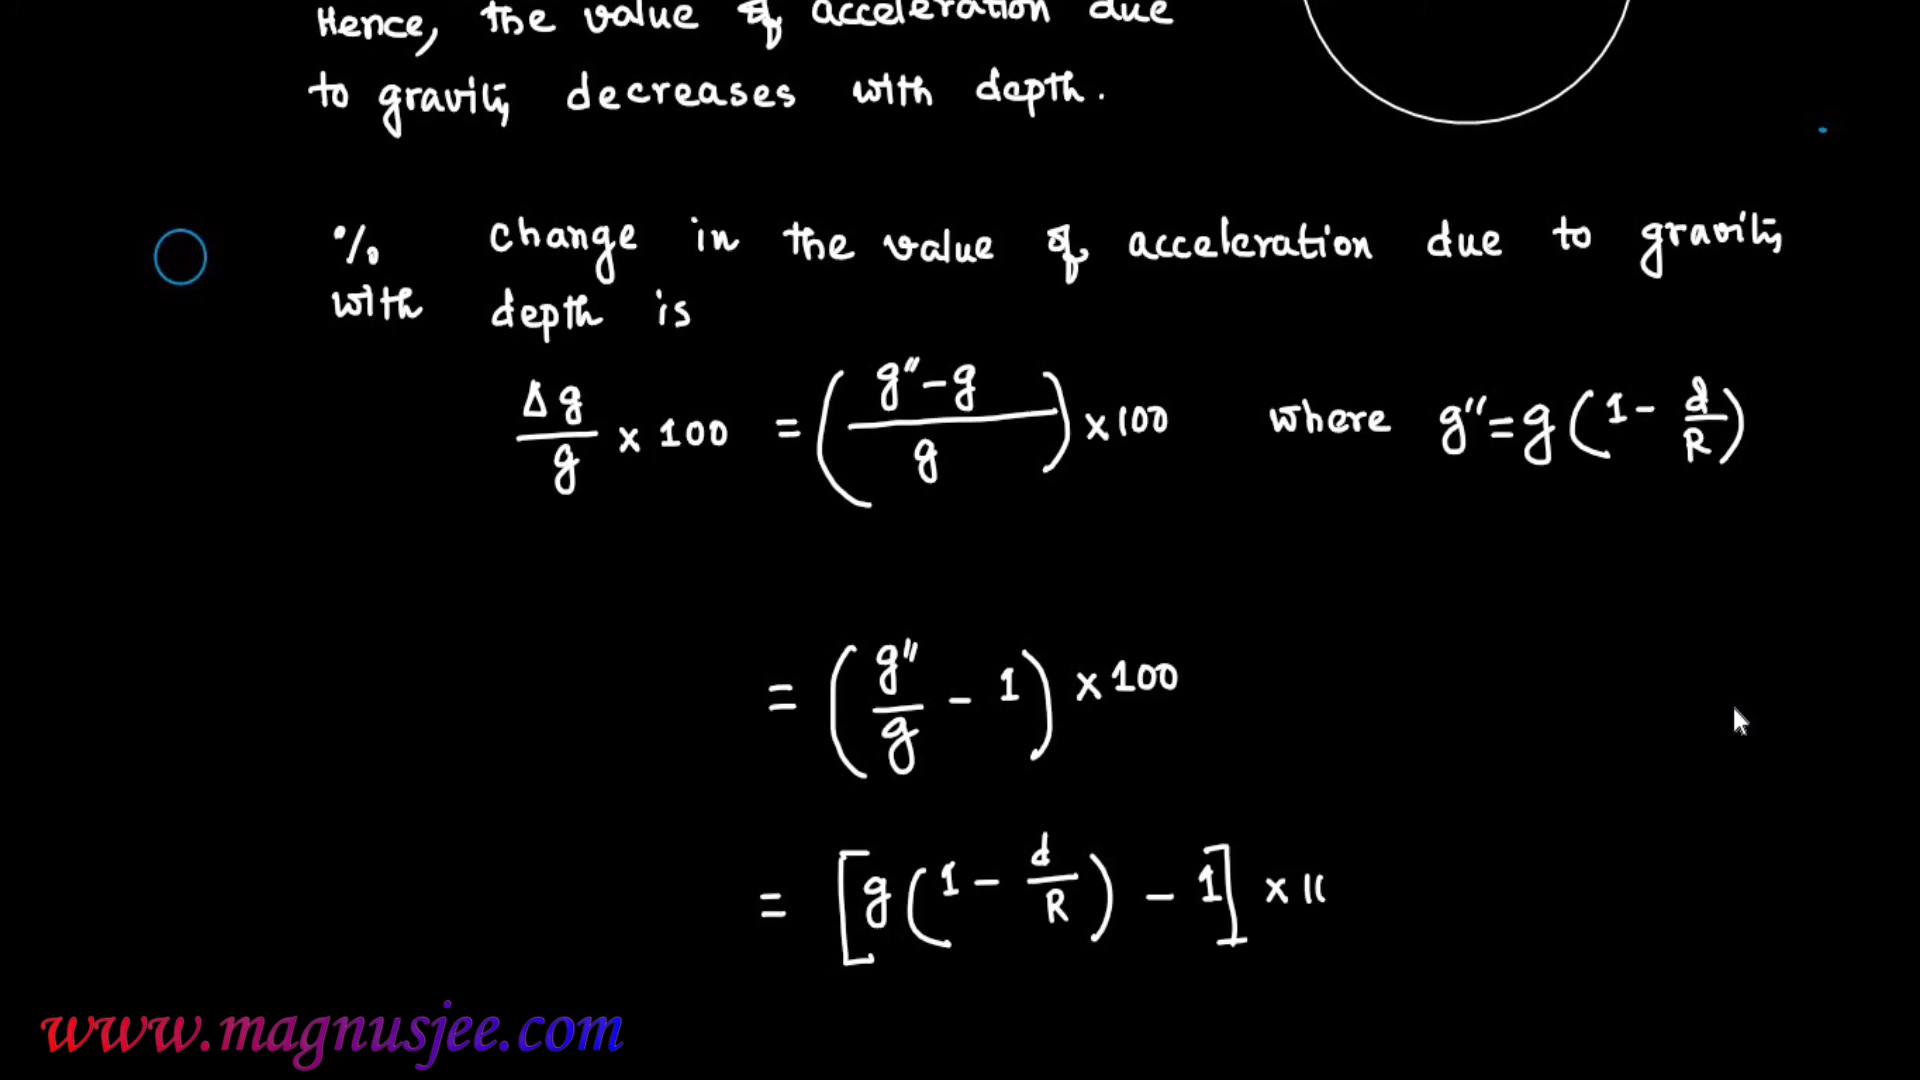 Hence, the value of acceleration due
to gravity decreases with depth.
% change in the value of acceleration due to gravity
with depth is
Δg/g × 100 = (g″-g/g) × 100 where g″ = g(1 - d/R)
= (g″/g - 1) × 100
= [g(1 - d/R) - 1] × 10
www.magnusjee.com